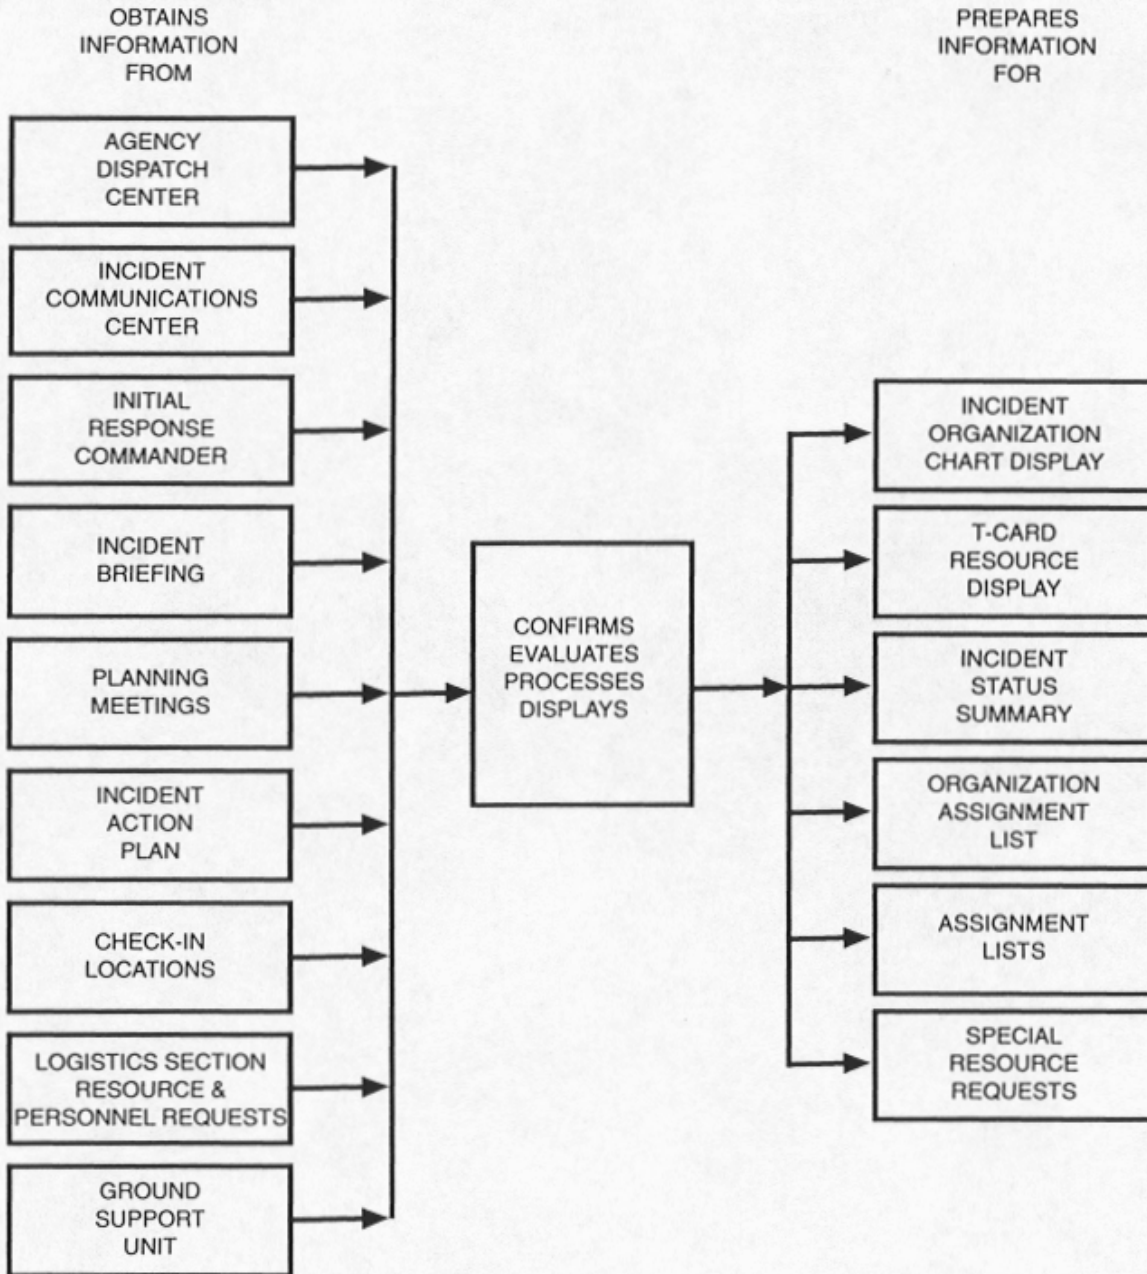 OBTAINS
INFORMATION
FROM
PREPARES
INFORMATION
FOR
AGENCY
DISPATCH
CENTER
INCIDENT
COMMUNICATIONS
CENTER
INITIAL
RESPONSE
COMMANDER
INCIDENT
BRIEFING
PLANNING
MEETINGS
INCIDENT
ACTION
PLAN
CHECK-IN
LOCATIONS
LOGISTICS SECTION
RESOURCE &
PERSONNEL REQUESTS
GROUND
SUPPORT
UNIT
CONFIRMS
EVALUATES
PROCESSES
DISPLAYS
INCIDENT
ORGANIZATION
CHART DISPLAY
T-CARD
RESOURCE
DISPLAY
INCIDENT
STATUS
SUMMARY
ORGANIZATION
ASSIGNMENT
LIST
ASSIGNMENT
LISTS
SPECIAL
RESOURCE
REQUESTS